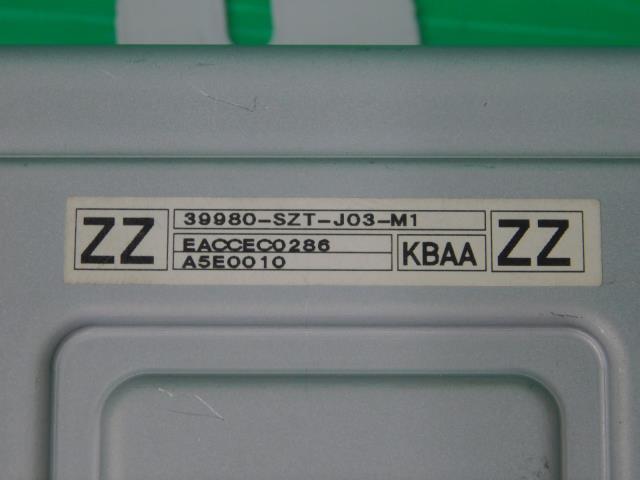 ZZ
39980-SZT-J03-M1
EACCEC0286
A5E0010
KBAA
ZZ